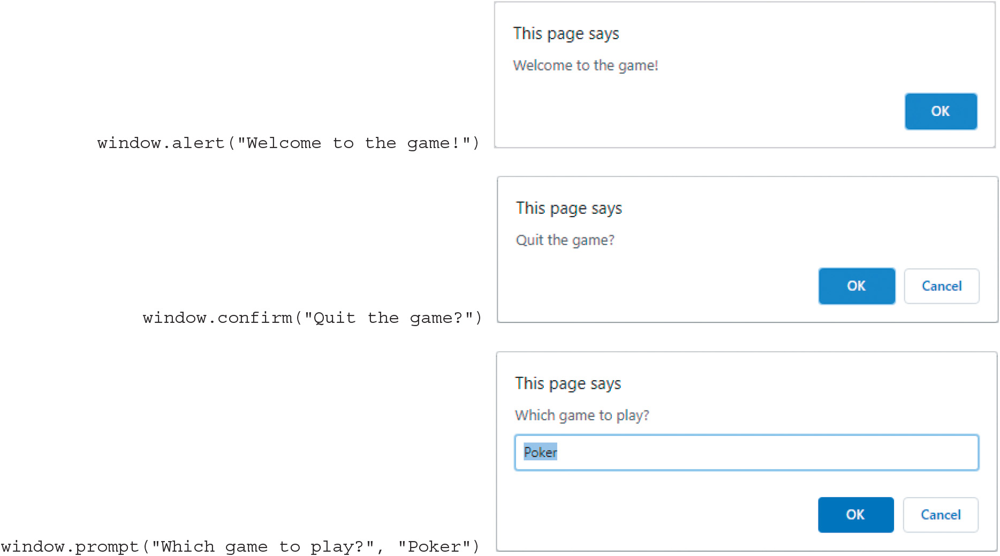 This page says
Welcome to the game!
OK
window.alert("Welcome to the game!")
This page says
Quit the game?
OK Cancel
window.confirm("Quit the game?")
This page says
Which game to play?
Poker
OK Cancel
window.prompt("Which game to play?", "Poker")